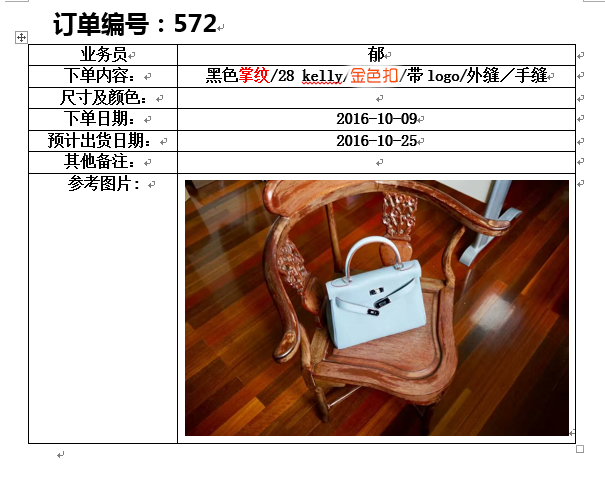 订单编号：572
业务员 郁
下单内容： 黑色掌纹/28 kelly/金色扣/带 logo/外缝／手缝
尺寸及颜色：
下单日期： 2016-10-09
预计出货日期： 2016-10-25
其他备注：
参考图片：